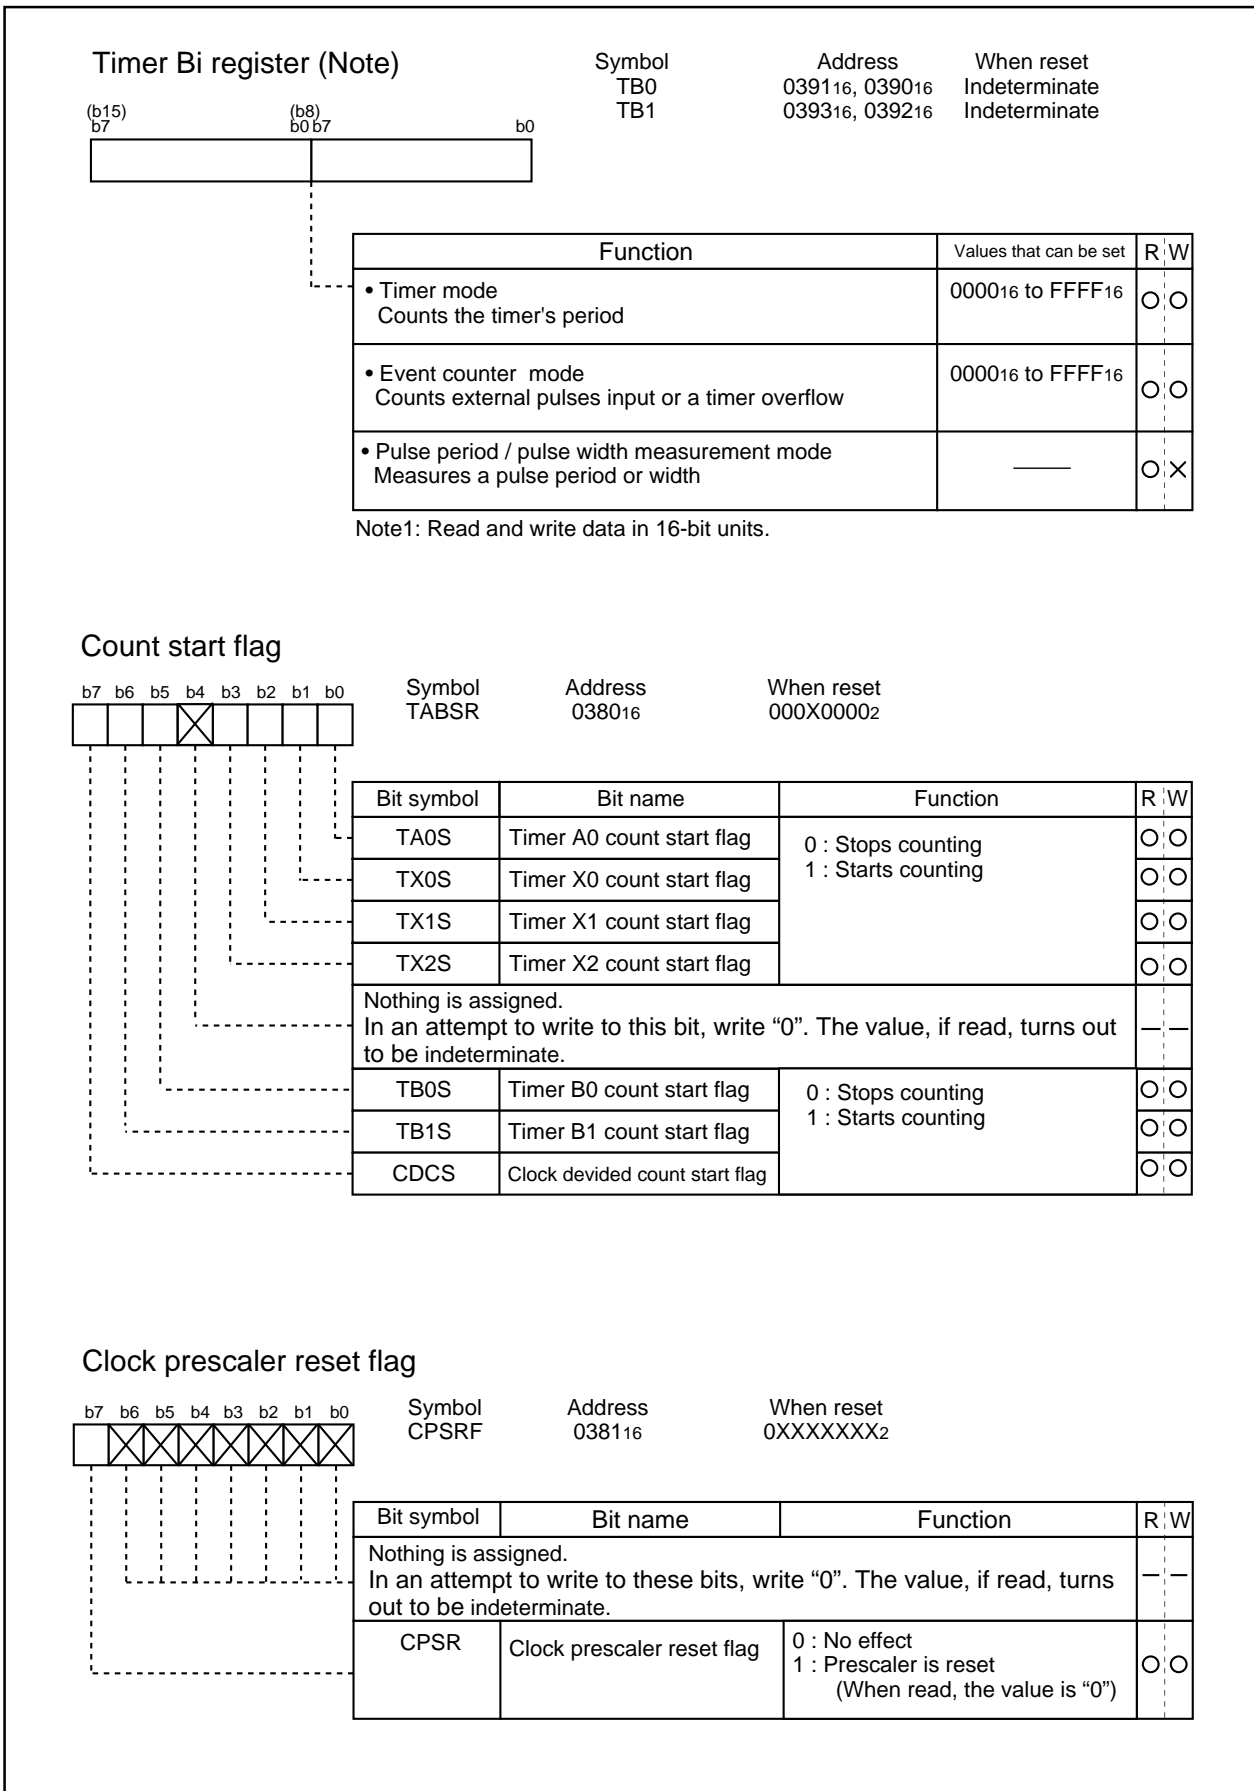 Timer Bi register (Note)
Symbol Address When reset
TB0 039116, 039016 Indeterminate
TB1 039316, 039216 Indeterminate
(b15) (b8)
b7 b0 b7 b0
Function Values that can be set R W
• Timer mode 000016 to FFFF16
Counts the timer's period
• Event counter mode 000016 to FFFF16
Counts external pulses input or a timer overflow
• Pulse period / pulse width measurement mode
Measures a pulse period or width
Note1: Read and write data in 16-bit units.
Count start flag
b7 b6 b5 b4 b3 b2 b1 b0
Symbol Address When reset
TABSR 038016 000X00002
Bit symbol Bit name Function R W
TA0S Timer A0 count start flag 0 : Stops counting
TX0S Timer X0 count start flag 1 : Starts counting
TX1S Timer X1 count start flag
TX2S Timer X2 count start flag
Nothing is assigned.
In an attempt to write to this bit, write “0”. The value, if read, turns out
to be indeterminate.
TB0S Timer B0 count start flag 0 : Stops counting
TB1S Timer B1 count start flag 1 : Starts counting
CDCS Clock devided count start flag
Clock prescaler reset flag
b7 b6 b5 b4 b3 b2 b1 b0
Symbol Address When reset
CPSRF 038116 0XXXXXXX2
Bit symbol Bit name Function R W
Nothing is assigned.
In an attempt to write to these bits, write “0”. The value, if read, turns
out to be indeterminate.
CPSR Clock prescaler reset flag 0 : No effect
1 : Prescaler is reset
(When read, the value is “0”)